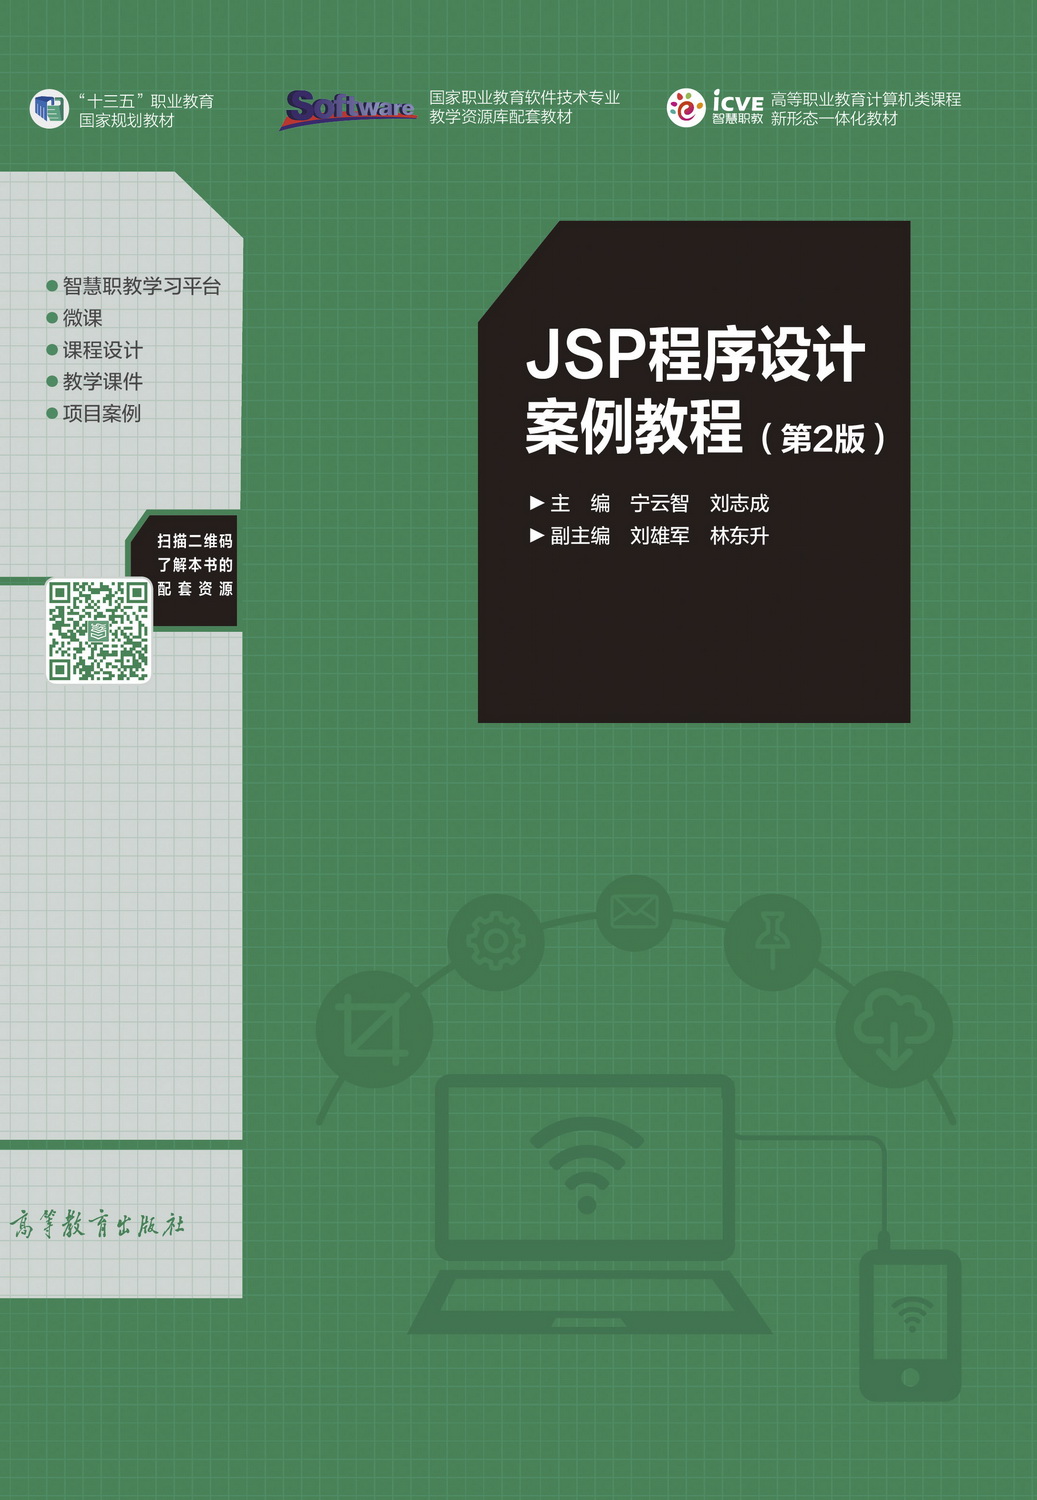 “十三五”职业教育
国家规划教材
Software
国家职业教育软件技术专业
教学资源库配套教材
icve
智慧职教
高等职业教育计算机类课程
新形态一体化教材
智慧职教学习平台
微课
课程设计
教学课件
项目案例
JSP程序设计
案例教程（第2版）
主 编 宁云智 刘志成
副主编 刘雄军 林东升
扫描二维码
了解本书的
配套资源
高等教育出版社